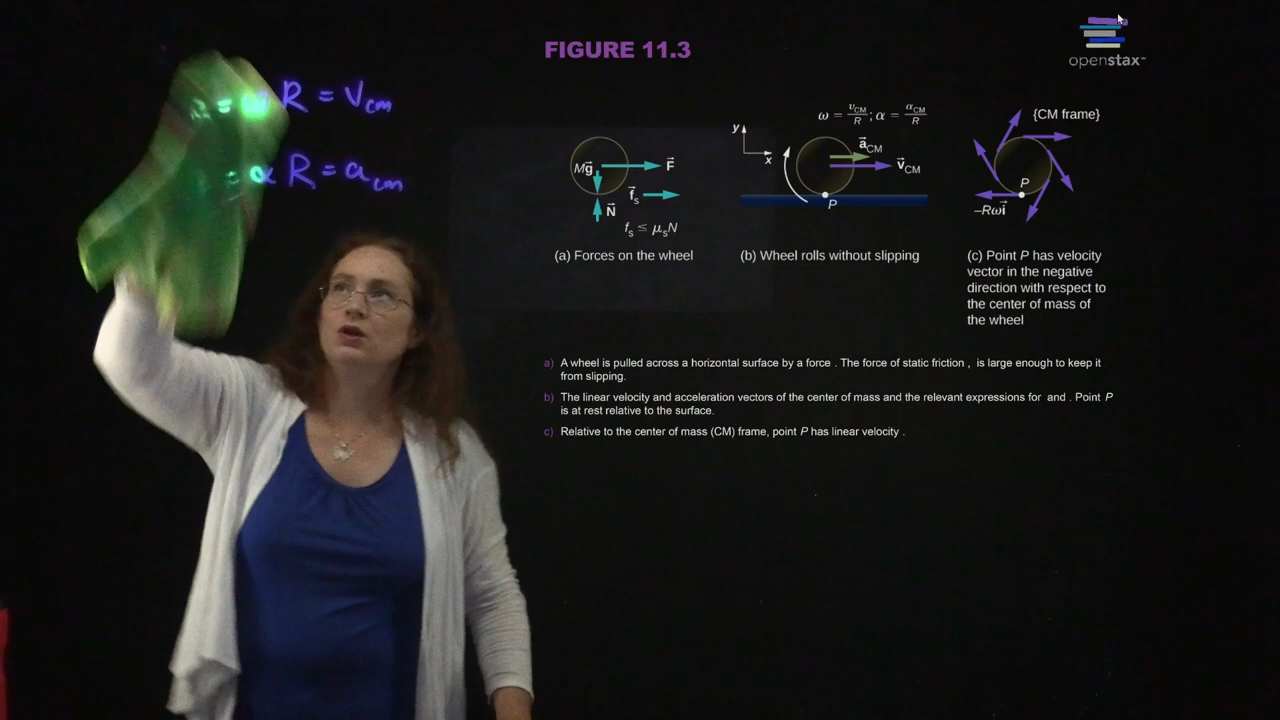 FIGURE 11.3
openstax™
= ω R = Vcm
= α R = acm
Mg⃗
F⃗
f⃗s
N⃗
fs ≤ μsN
(a) Forces on the wheel
y
x
ω = vCM/R ; α = aCM/R
a⃗CM
v⃗CM
P
(b) Wheel rolls without slipping
{CM frame}
P
–Rωi⃗
(c) Point P has velocity
vector in the negative
direction with respect to
the center of mass of
the wheel
a) A wheel is pulled across a horizontal surface by a force . The force of static friction , is large enough to keep it
from slipping.
b) The linear velocity and acceleration vectors of the center of mass and the relevant expressions for and . Point P
is at rest relative to the surface.
c) Relative to the center of mass (CM) frame, point P has linear velocity .